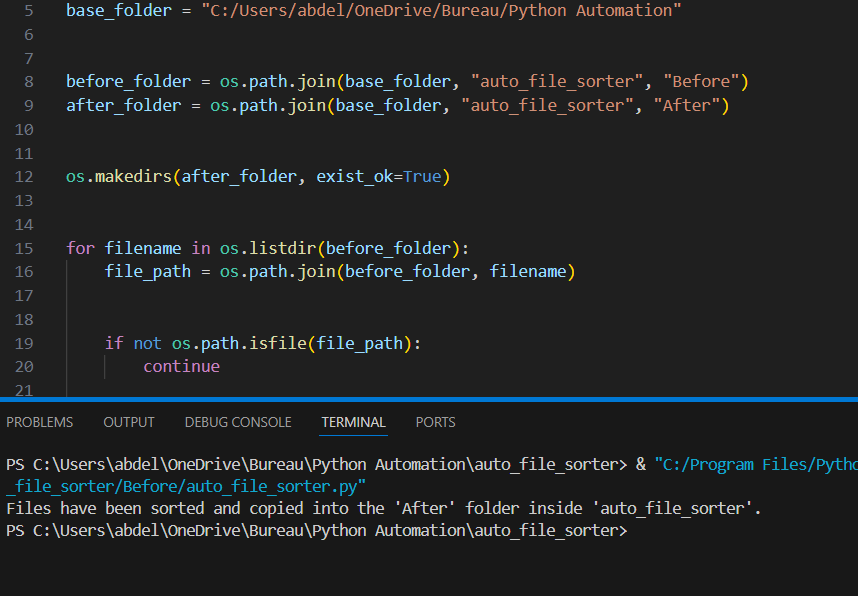 5 base_folder = "C:/Users/abdel/OneDrive/Bureau/Python Automation"
6
7
8 before_folder = os.path.join(base_folder, "auto_file_sorter", "Before")
9 after_folder = os.path.join(base_folder, "auto_file_sorter", "After")
10
11
12 os.makedirs(after_folder, exist_ok=True)
13
14
15 for filename in os.listdir(before_folder):
16     file_path = os.path.join(before_folder, filename)
17
18
19     if not os.path.isfile(file_path):
20         continue
21
PROBLEMS OUTPUT DEBUG CONSOLE TERMINAL PORTS
PS C:\Users\abdel\OneDrive\Bureau\Python Automation\auto_file_sorter> & "C:/Program Files/Pytho
_file_sorter/Before/auto_file_sorter.py"
Files have been sorted and copied into the 'After' folder inside 'auto_file_sorter'.
PS C:\Users\abdel\OneDrive\Bureau\Python Automation\auto_file_sorter>